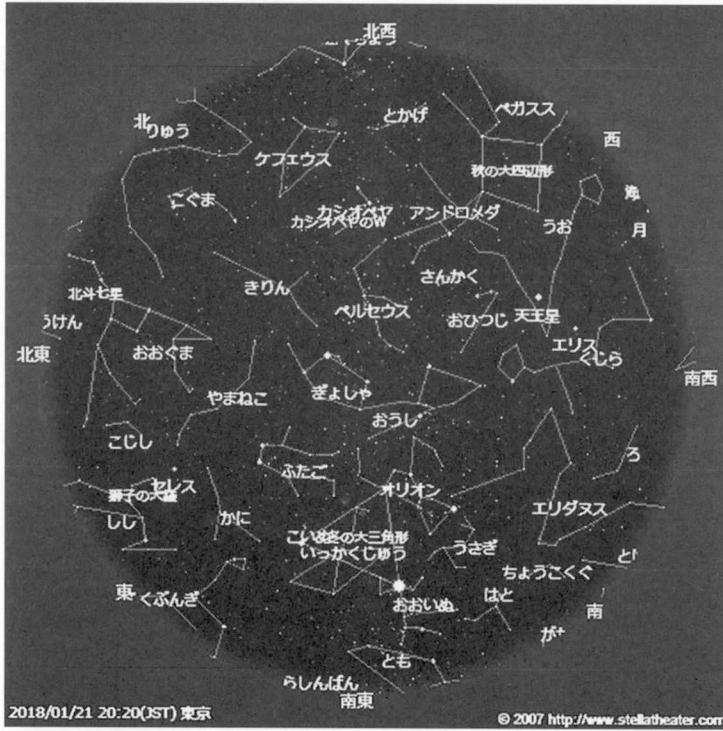 北西
とかげ
ペガスス
北
りゅう
西
ケフェウス
秋の大四辺形
こぐま
カシオペヤ
アンドロメダ
カシオペヤのW
うお
月
さんかく
きりん
北斗七星
ペルセウス
おひつじ
天王星
うけん
エリス
くじら
北東
おおぐま
南西
やまねこ
ぎょしゃ
おうし
こじし
ふたご
ろ
セレス
オリオン
獅子の大鎌
エリダヌス
しし
かに
こいぬ
冬の大三角形
いっかくじゅう
うさぎ
ちょうこくぐ
東
くぶんぎ
おおいぬ
はと
南
とも
らしんばん
南東
2018/01/21 20:20(JST) 東京
© 2007 http://www.stellatheater.com